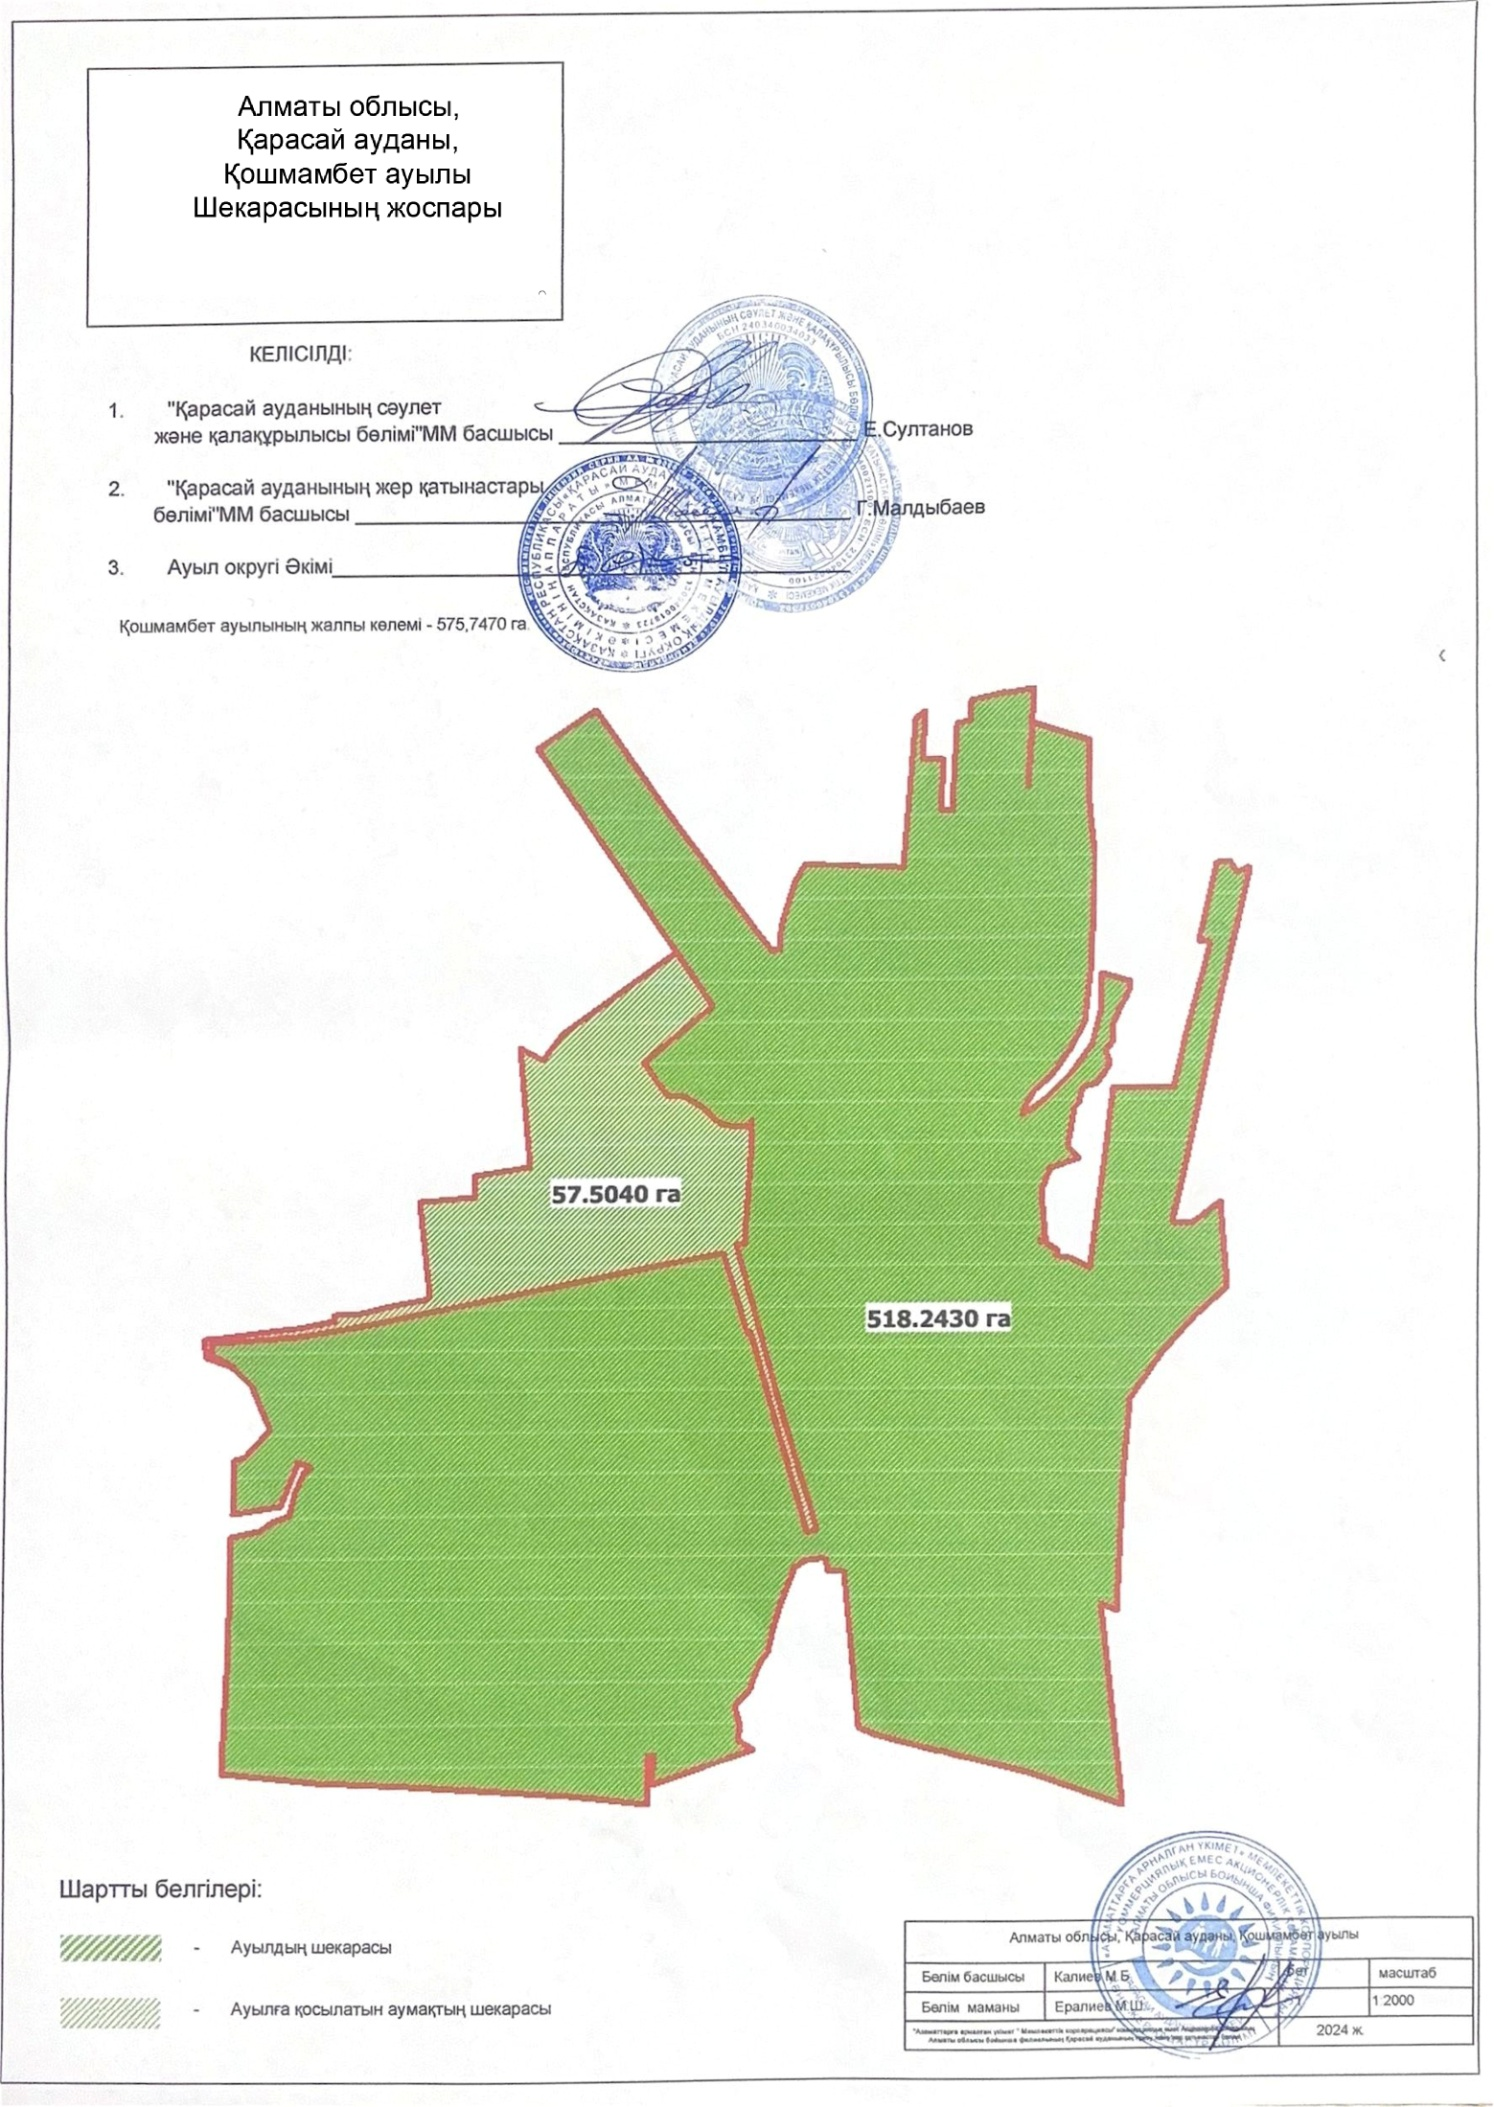 Алматы облысы,
Қарасай ауданы,
Қошмамбет ауылы
Шекарасының жоспары
КЕЛІСІЛДІ:
1. "Қарасай ауданының сәулет
және қалақұрылысы бөлімі"ММ басшысы Е.Султанов
2. "Қарасай ауданының жер қатынастары
бөлімі"ММ басшысы Г.Малдыбаев
3. Ауыл округі Әкімі
Қошмамбет ауылының жалпы көлемі - 575,7470 га.
57.5040 га
518.2430 га
Шартты белгілері:
- Ауылдың шекарасы
- Ауылға қосылатын аумақтың шекарасы
Алматы облысы, Қарасай ауданы, Қошмамбет ауылы
Бөлім басшысы Калиев М.Б. бет масштаб
Бөлім маманы Ералиев М.Ш. 1:2000
2024 ж.